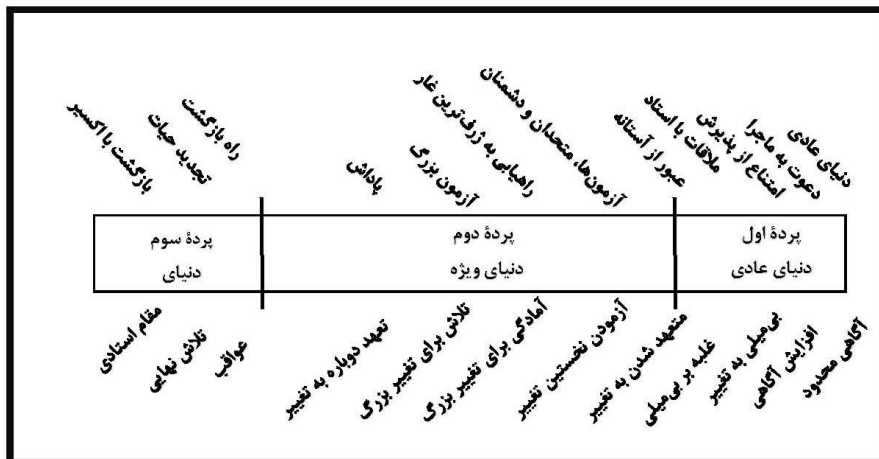 دنیای عادی
دعوت به ماجرا
امتناع از پذیرش
ملاقات با استاد
عبور از آستانه
آزمون‌ها، متحدان و دشمنان
راهیابی به ژرف‌ترین غار
آزمون بزرگ
پاداش
راه بازگشت
تجدید حیات
بازگشت با اکسیر
پردهٔ اول
دنیای عادی
پردهٔ دوم
دنیای ویژه
پردهٔ سوم
دنیای
آگاهی محدود
افزایش آگاهی
بی‌میلی به تغییر
غلبه بر بی‌میلی
متعهد شدن به تغییر
آزمودن نخستین تغییر
آمادگی برای تغییر بزرگ
تلاش برای تغییر بزرگ
تعهد دوباره به تغییر
عواقب
تلاش نهایی
مقام استادی